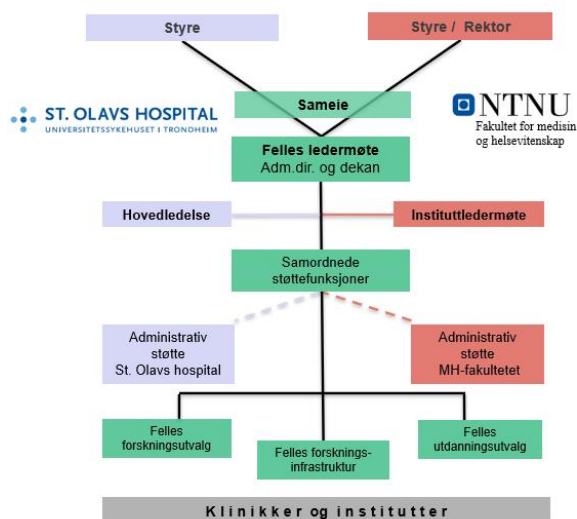 Styre
Styre / Rektor
Sameie
ST. OLAVS HOSPITAL
UNIVERSITETSSYKEHUSET I TRONDHEIM
NTNU
Fakultet for medisin
og helsevitenskap
Felles ledermøte
Adm.dir. og dekan
Hovedledelse
Instituttledermøte
Samordnede
støttefunksjoner
Administrativ
støtte
St. Olavs hospital
Administrativ
støtte
MH-fakultetet
Felles
forskningsutvalg
Felles forsknings-
infrastruktur
Felles
utdanningsutvalg
Klinikker og institutter